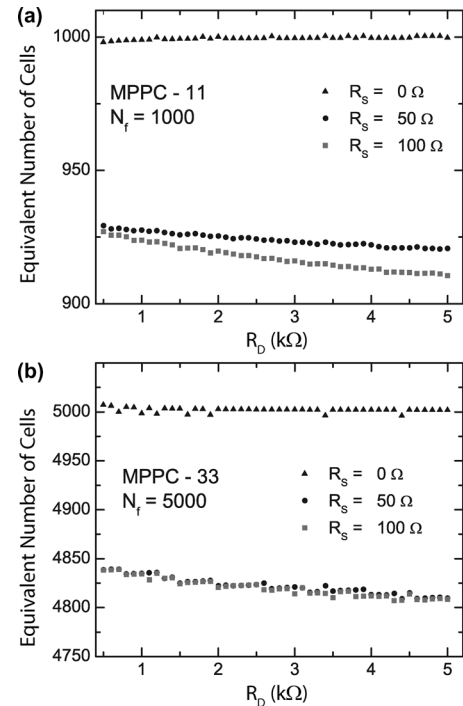 (a)
1000
950
900
Equivalent Number of Cells
MPPC - 11
N_f = 1000
R_S = 0 Ω
R_S = 50 Ω
R_S = 100 Ω
1 2 3 4 5
R_D (kΩ)
(b)
5000
4950
4900
4850
4800
4750
Equivalent Number of Cells
MPPC - 33
N_f = 5000
R_S = 0 Ω
R_S = 50 Ω
R_S = 100 Ω
1 2 3 4 5
R_D (kΩ)